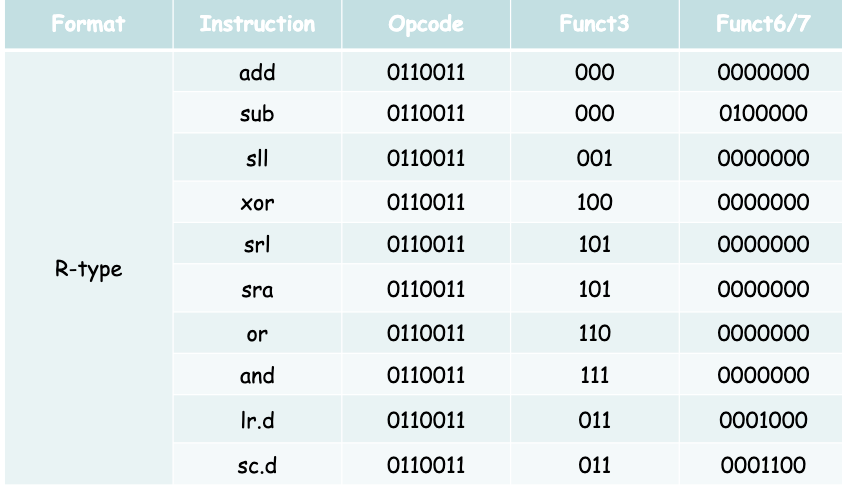 Format Instruction Opcode Funct3 Funct6/7
add 0110011 000 0000000
sub 0110011 000 0100000
sll 0110011 001 0000000
xor 0110011 100 0000000
srl 0110011 101 0000000
R-type
sra 0110011 101 0000000
or 0110011 110 0000000
and 0110011 111 0000000
lr.d 0110011 011 0001000
sc.d 0110011 011 0001100